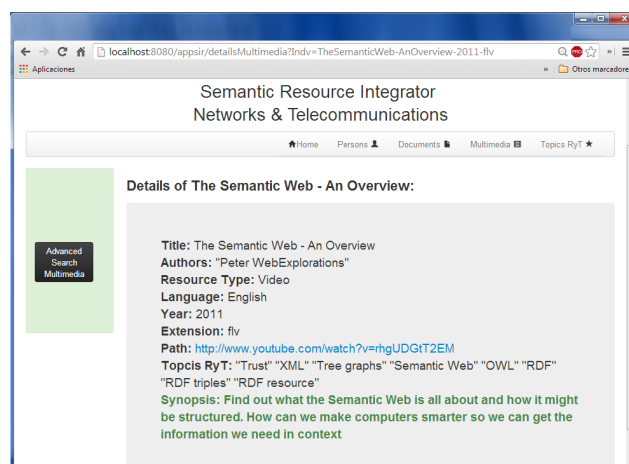 localhost:8080/appsir/detailsMultimedia?Indv=TheSemanticWeb-AnOverview-2011-flv
Aplicaciones
» Otros marcadore
Semantic Resource Integrator
Networks & Telecommunications
Home Persons Documents Multimedia Topics RyT
Details of The Semantic Web - An Overview:
Advanced
Search
Multimedia
Title: The Semantic Web - An Overview
Authors: "Peter WebExplorations"
Resource Type: Video
Language: English
Year: 2011
Extension: flv
Path: http://www.youtube.com/watch?v=rhgUDGtT2EM
Topcis RyT: "Trust" "XML" "Tree graphs" "Semantic Web" "OWL" "RDF"
"RDF triples" "RDF resource"
Synopsis: Find out what the Semantic Web is all about and how it might
be structured. How can we make computers smarter so we can get the
information we need in context